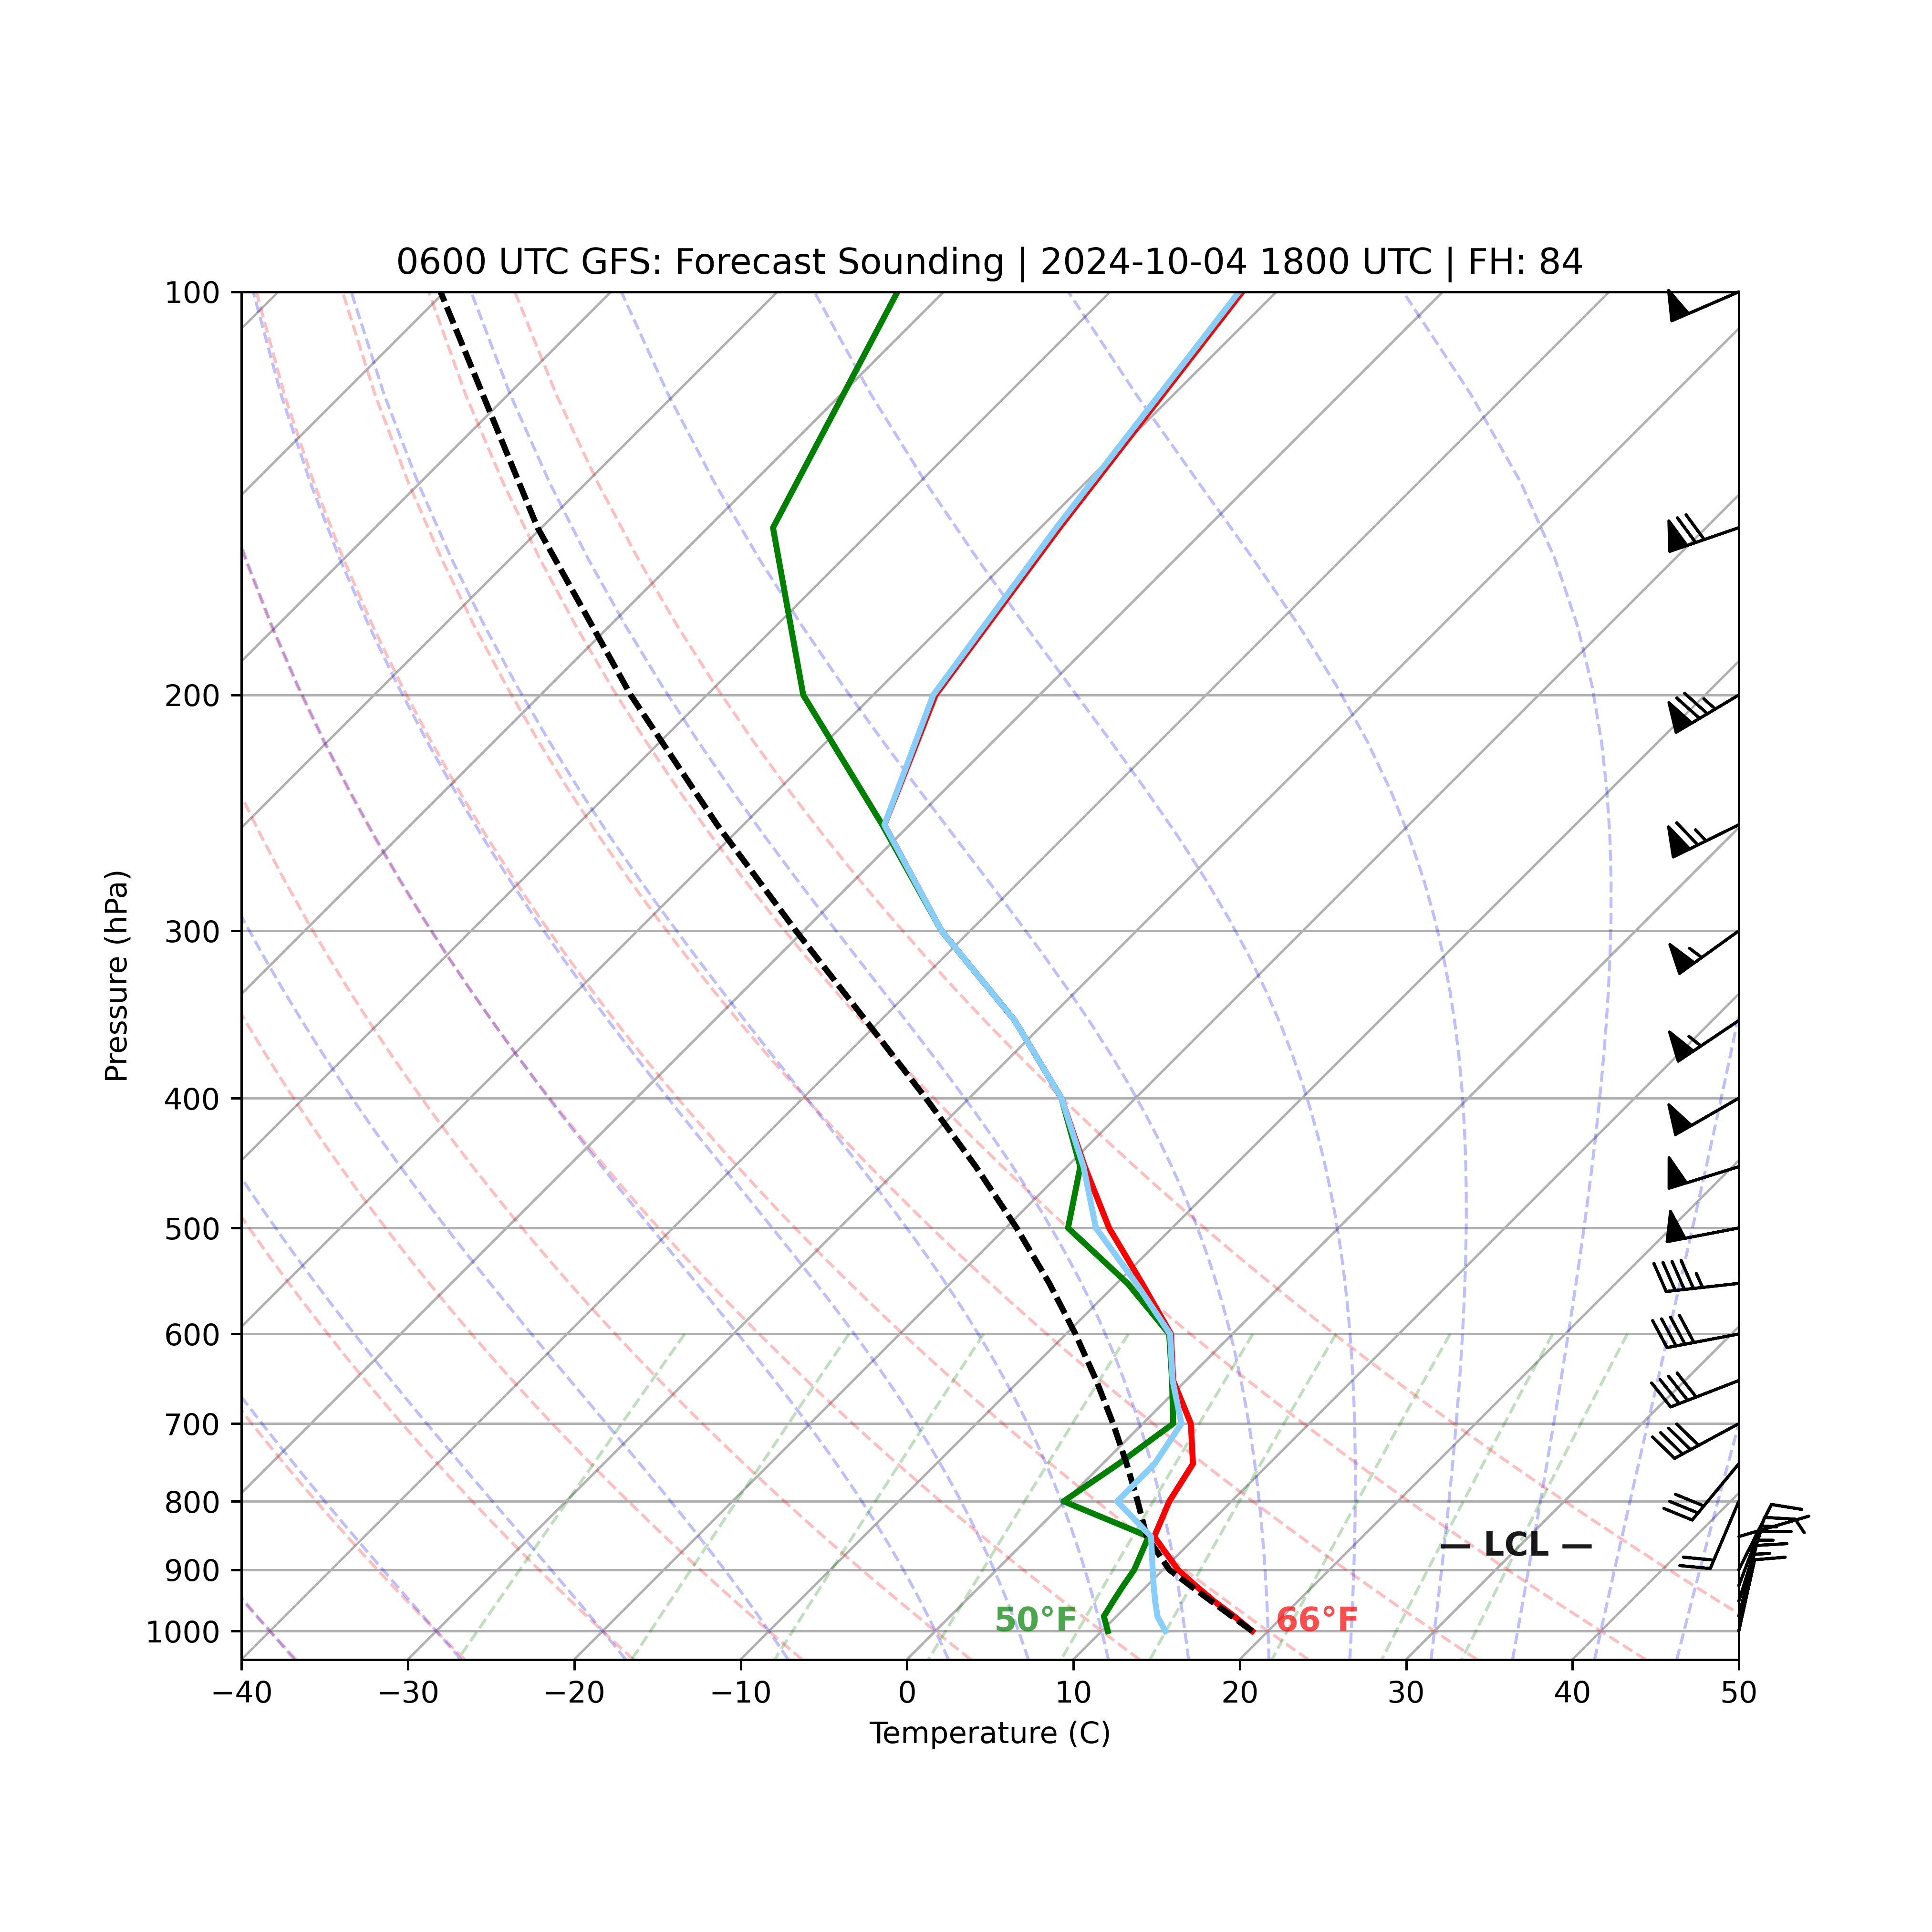 0600 UTC GFS: Forecast Sounding | 2024-10-04 1800 UTC | FH: 84
100
200
300
400
500
600
700
800
900
1000
Pressure (hPa)
— LCL —
50°F
66°F
−40 −30 −20 −10 0 10 20 30 40 50
Temperature (C)